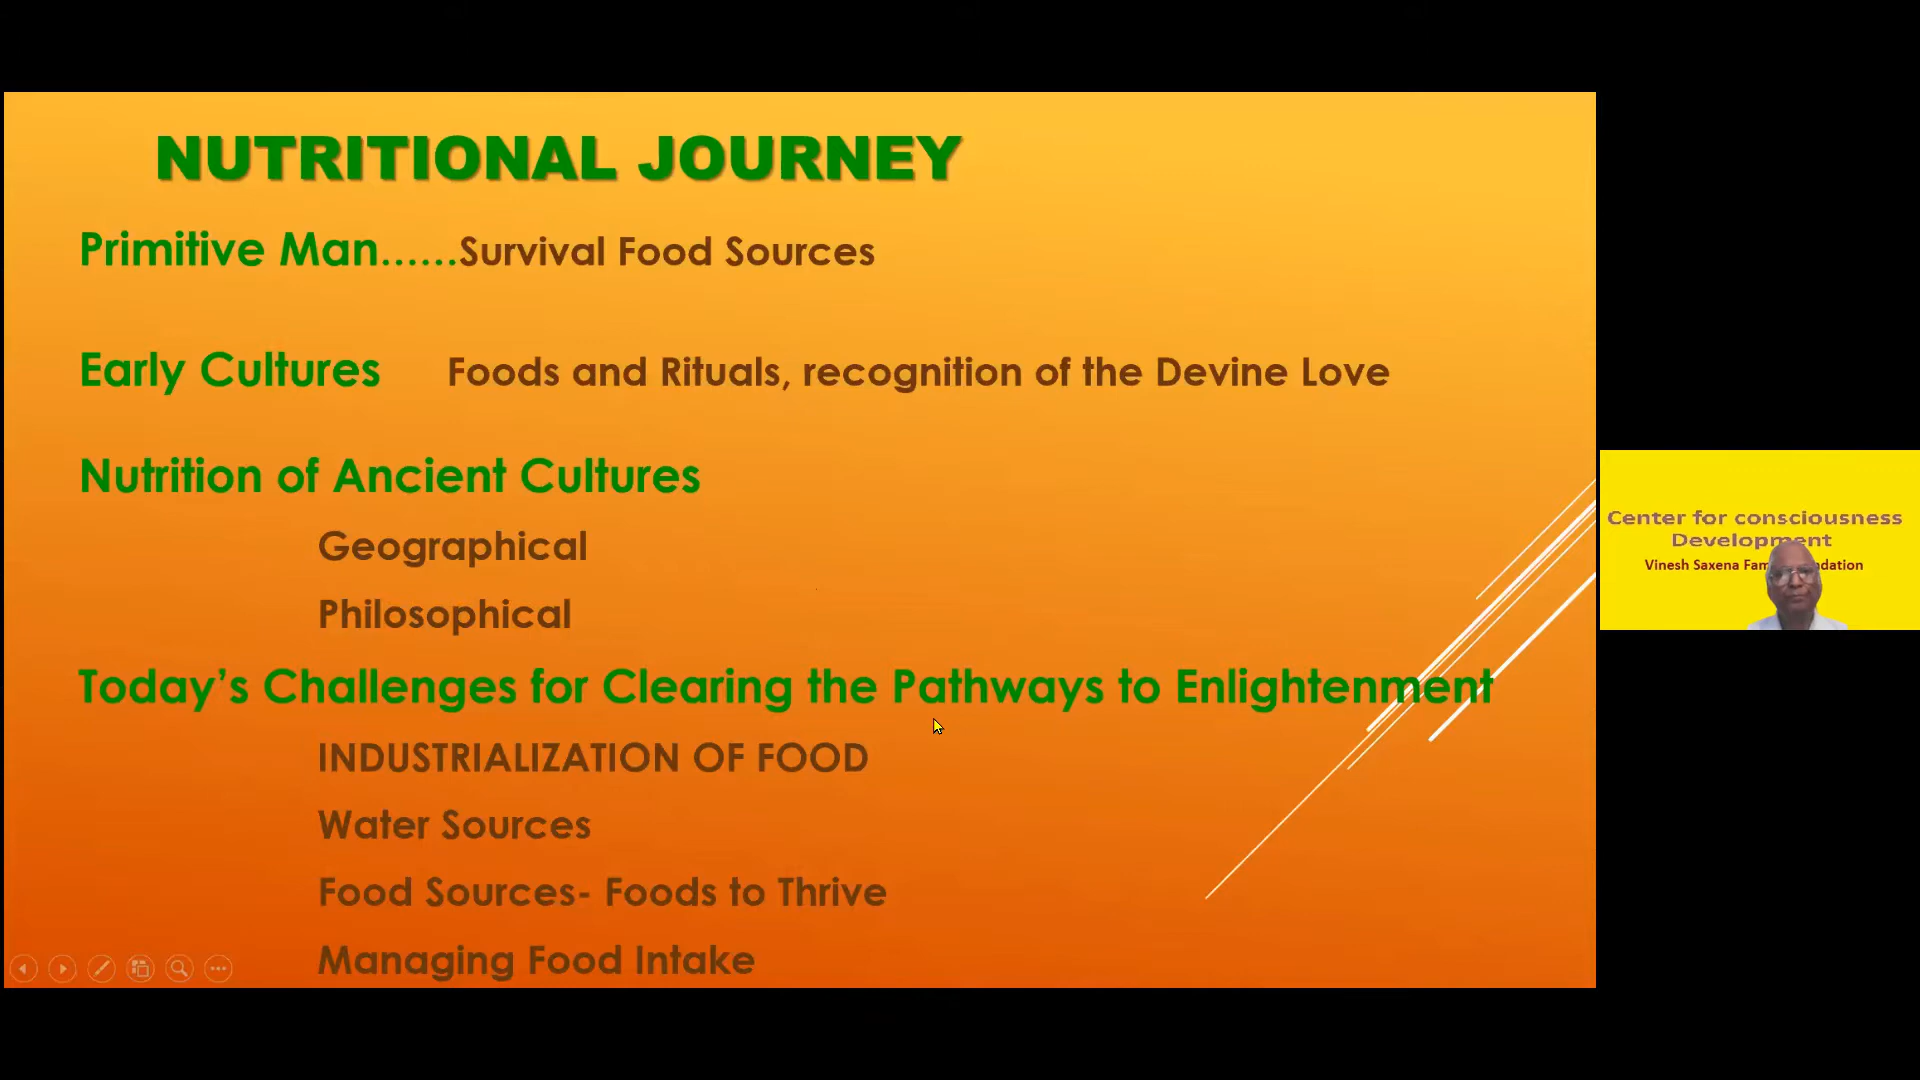 NUTRITIONAL JOURNEY
Primitive Man......Survival Food Sources
Early Cultures Foods and Rituals, recognition of the Devine Love
Nutrition of Ancient Cultures
Geographical
Philosophical
Today's Challenges for Clearing the Pathways to Enlightenment
INDUSTRIALIZATION OF FOOD
Water Sources
Food Sources- Foods to Thrive
Managing Food Intake
Center for consciousness
Development
Vinesh Saxena